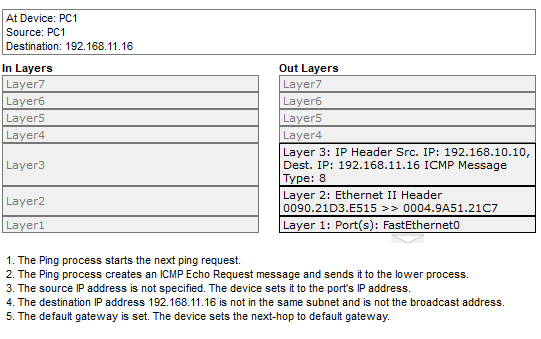 At Device: PC1
Source: PC1
Destination: 192.168.11.16
In Layers
Layer7
Layer6
Layer5
Layer4
Layer3
Layer2
Layer1
Out Layers
Layer7
Layer6
Layer5
Layer4
Layer 3: IP Header Src. IP: 192.168.10.10,
Dest. IP: 192.168.11.16 ICMP Message
Type: 8
Layer 2: Ethernet II Header
0090.21D3.E515 >> 0004.9A51.21C7
Layer 1: Port(s): FastEthernet0
1. The Ping process starts the next ping request.
2. The Ping process creates an ICMP Echo Request message and sends it to the lower process.
3. The source IP address is not specified. The device sets it to the port's IP address.
4. The destination IP address 192.168.11.16 is not in the same subnet and is not the broadcast address.
5. The default gateway is set. The device sets the next-hop to default gateway.